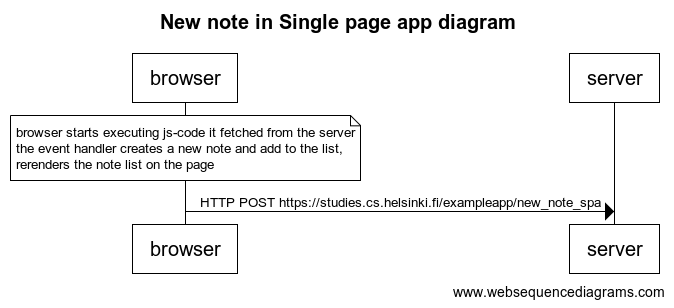 New note in Single page app diagram
browser
server
browser starts executing js-code it fetched from the server
the event handler creates a new note and add to the list,
rerenders the note list on the page
HTTP POST https://studies.cs.helsinki.fi/exampleapp/new_note_spa
browser
server
www.websequencediagrams.com